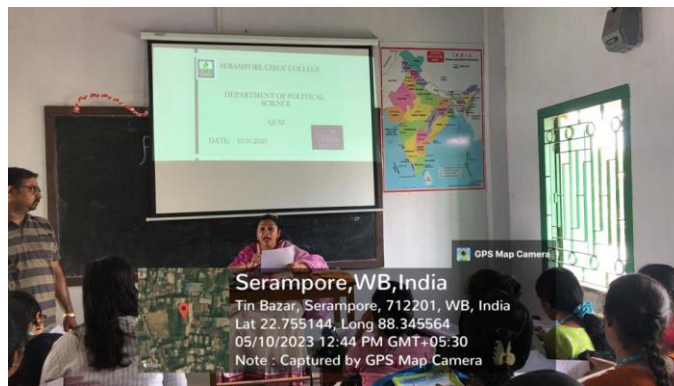 SERAMPORE GIRLS' COLLEGE
DEPARTMENT OF POLITICAL
SCIENCE
QUIZ
DATE:
INDIA
GPS Map Camera
Serampore,WB,India
Tin Bazar, Serampore, 712201, WB, India
Lat 22.755144, Long 88.345564
05/10/2023 12:44 PM GMT+05:30
Note : Captured by GPS Map Camera